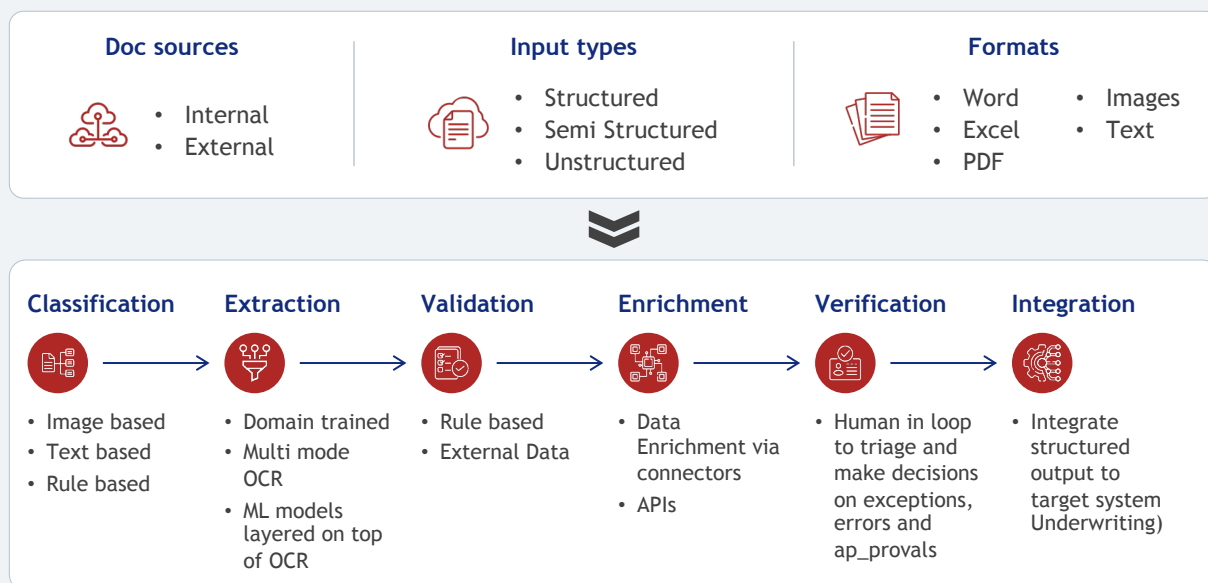 Doc sources
• Internal
• External
Input types
• Structured
• Semi Structured
• Unstructured
Formats
• Word
• Excel
• PDF
• Images
• Text
Classification
• Image based
• Text based
• Rule based
Extraction
• Domain trained
• Multi mode
OCR
• ML models
layered on top
of OCR
Validation
• Rule based
• External Data
Enrichment
• Data
Enrichment via
connectors
• APIs
Verification
• Human in loop
to triage and
make decisions
on exceptions,
errors and
ap_provals
Integration
• Integrate
structured
output to
target system
Underwriting)